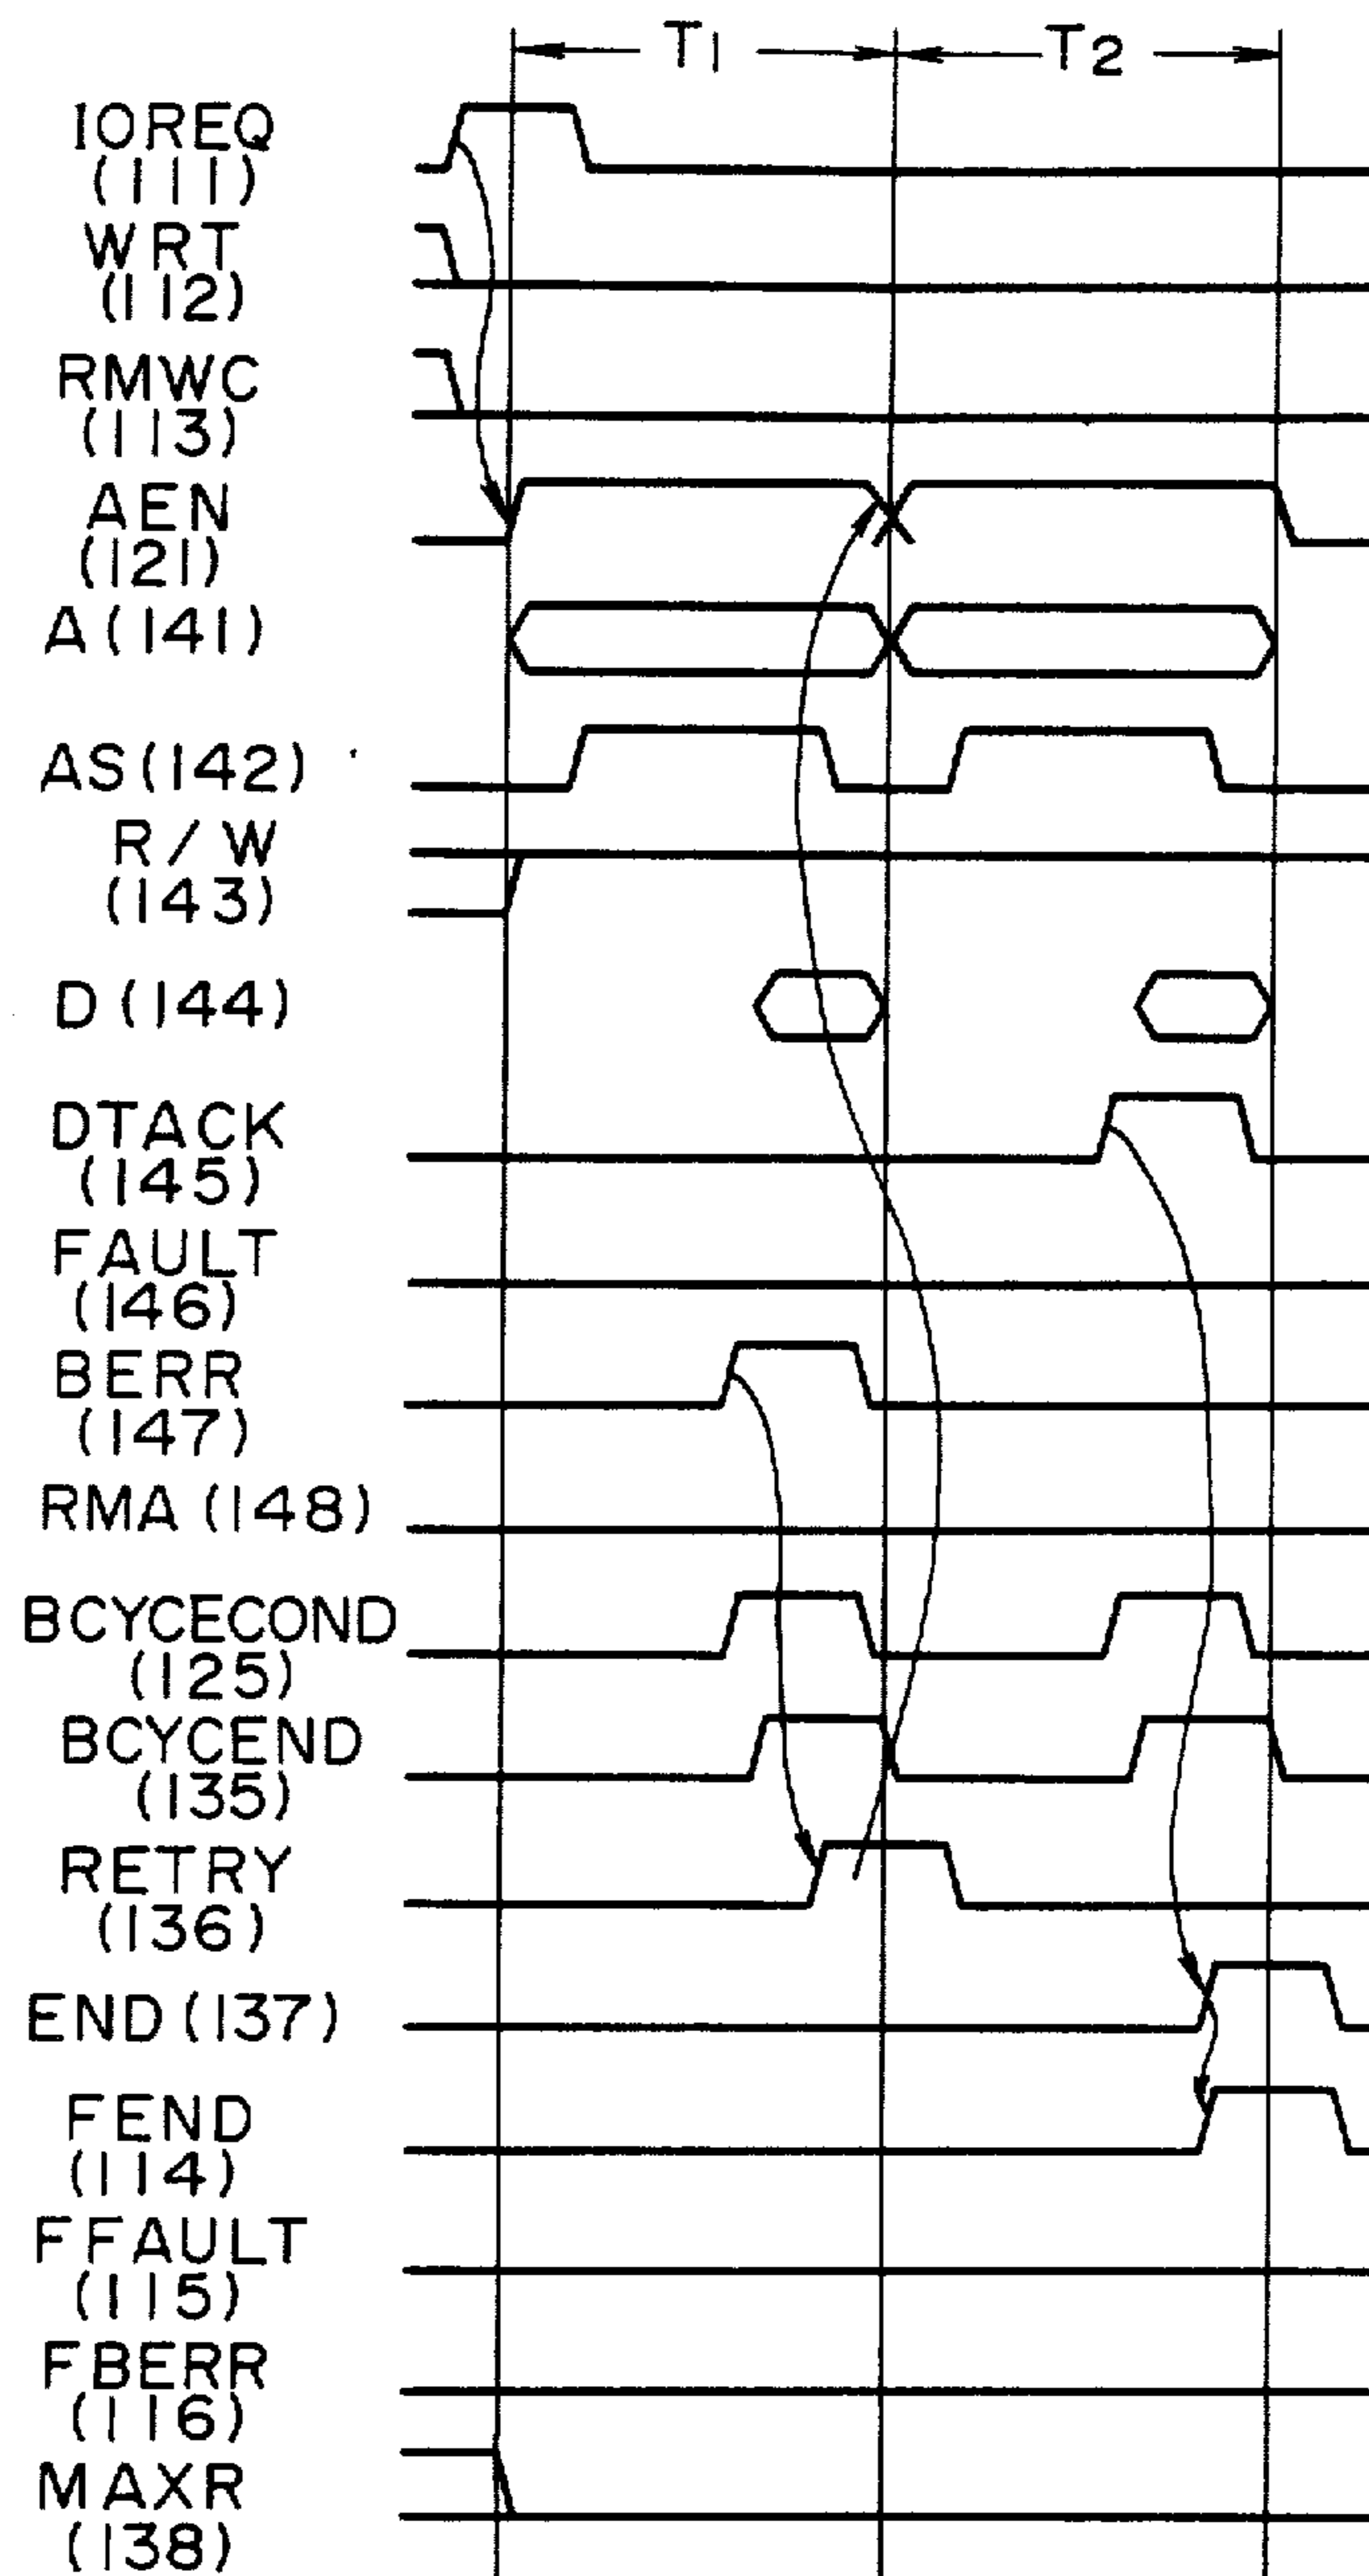 T1 T2
IOREQ
(111)
WRT
(112)
RMWC
(113)
AEN
(121)
A(141)
AS(142)
R/W
(143)
D(144)
DTACK
(145)
FAULT
(146)
BERR
(147)
RMA(148)
BCYCECOND
(125)
BCYCEND
(135)
RETRY
(136)
END(137)
FEND
(114)
FFAULT
(115)
FBERR
(116)
MAXR
(138)